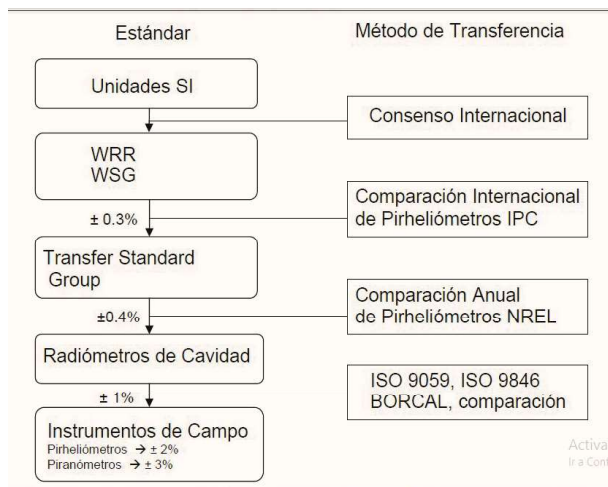 Estándar
Método de Transferencia
Unidades SI
Consenso Internacional
WRR
WSG
± 0.3%
Comparación Internacional
de Pirheliómetros IPC
Transfer Standard
Group
±0.4%
Comparación Anual
de Pirheliómetros NREL
Radiómetros de Cavidad
± 1%
ISO 9059, ISO 9846
BORCAL, comparación
Instrumentos de Campo
Pirheliómetros → ± 2%
Piranómetros → ± 3%
Activa
Ir a Con